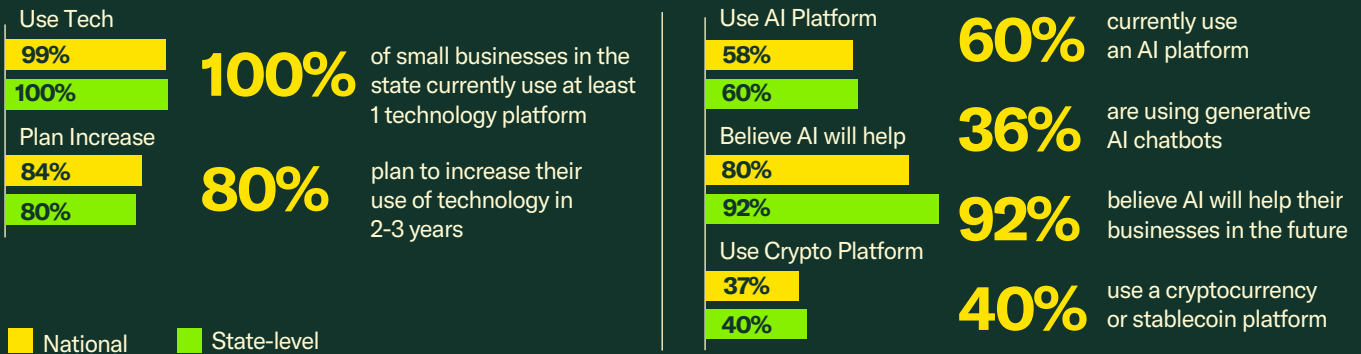 Use Tech
99%
100%
Plan Increase
84%
80%
100%
of small businesses in the
state currently use at least
1 technology platform
80%
plan to increase their
use of technology in
2-3 years
National
State-level
Use AI Platform
58%
60%
Believe AI will help
80%
92%
Use Crypto Platform
37%
40%
60%
currently use
an AI platform
36%
are using generative
AI chatbots
92%
believe AI will help their
businesses in the future
40%
use a cryptocurrency
or stablecoin platform